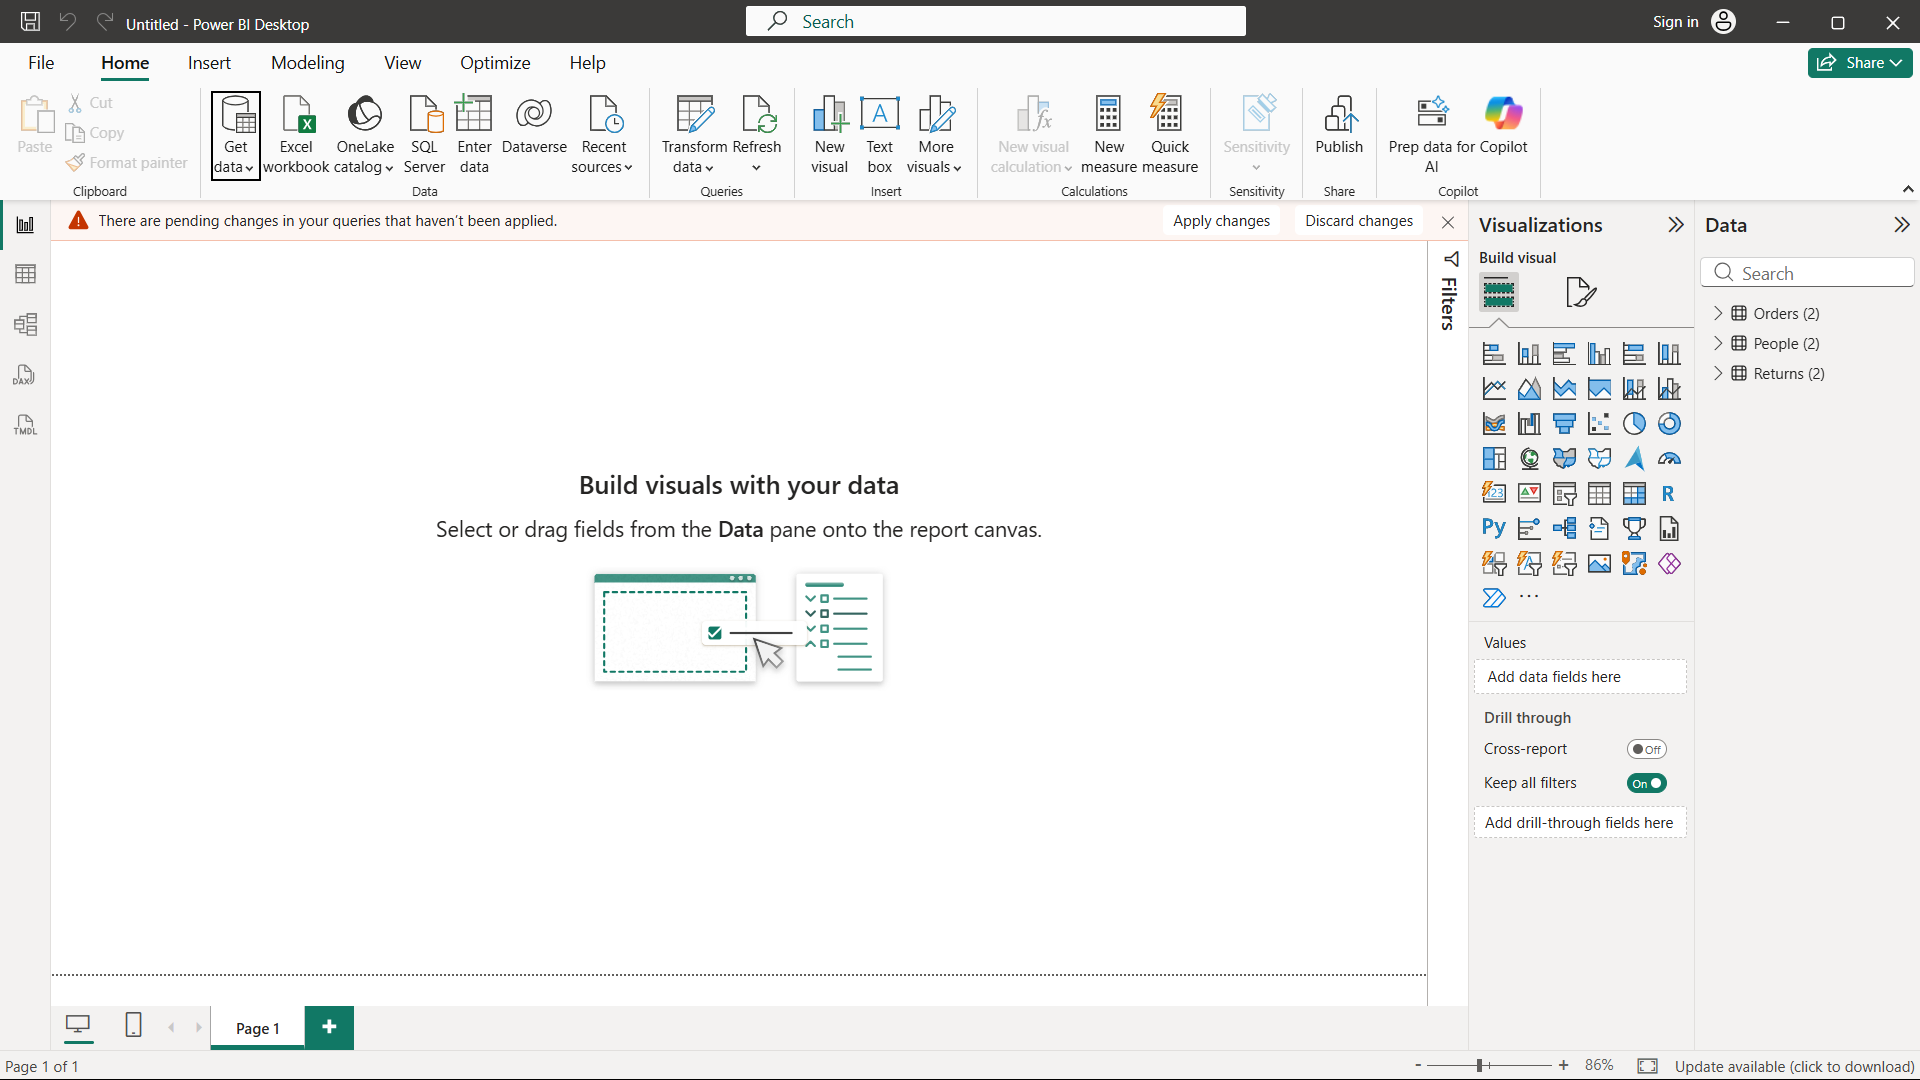 Untitled - Power BI Desktop
Search
Sign in
File
Home
Insert
Modeling
View
Optimize
Help
Share
Paste
Cut
Copy
Format painter
Clipboard
Get
data
Excel
workbook
OneLake
catalog
SQL
Server
Enter
data
Dataverse
Recent
sources
Data
Transform
data
Refresh
Queries
New
visual
A
Text
box
More
visuals
Insert
fx
New visual
calculation
New
measure
Quick
measure
Calculations
Sensitivity
Sensitivity
Publish
Share
Prep data for
AI
Copilot
Copilot
There are pending changes in your queries that haven't been applied.
Apply changes
Discard changes
DAX
TMDL
Build visuals with your data
Select or drag fields from the Data pane onto the report canvas.
Filters
Visualizations
Build visual
123
R
Py
Values
Add data fields here
Drill through
Cross-report
Off
Keep all filters
On
Add drill-through fields here
Data
Search
Orders (2)
People (2)
Returns (2)
Page 1
Page 1 of 1
86%
Update available (click to download)